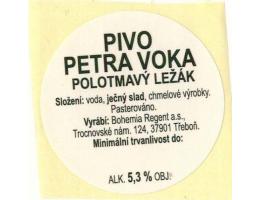 PIVO
PETRA VOKA
POLOTMAVÝ LEŽÁK
Složení: voda, ječný slad, chmelové výrobky.
Pasterováno.
Vyrábí: Bohemia Regent a.s.,
Trocnovské nám. 124, 37901 Třeboň.
Minimální trvanlivost do:
ALK. 5,3 % OBJ.